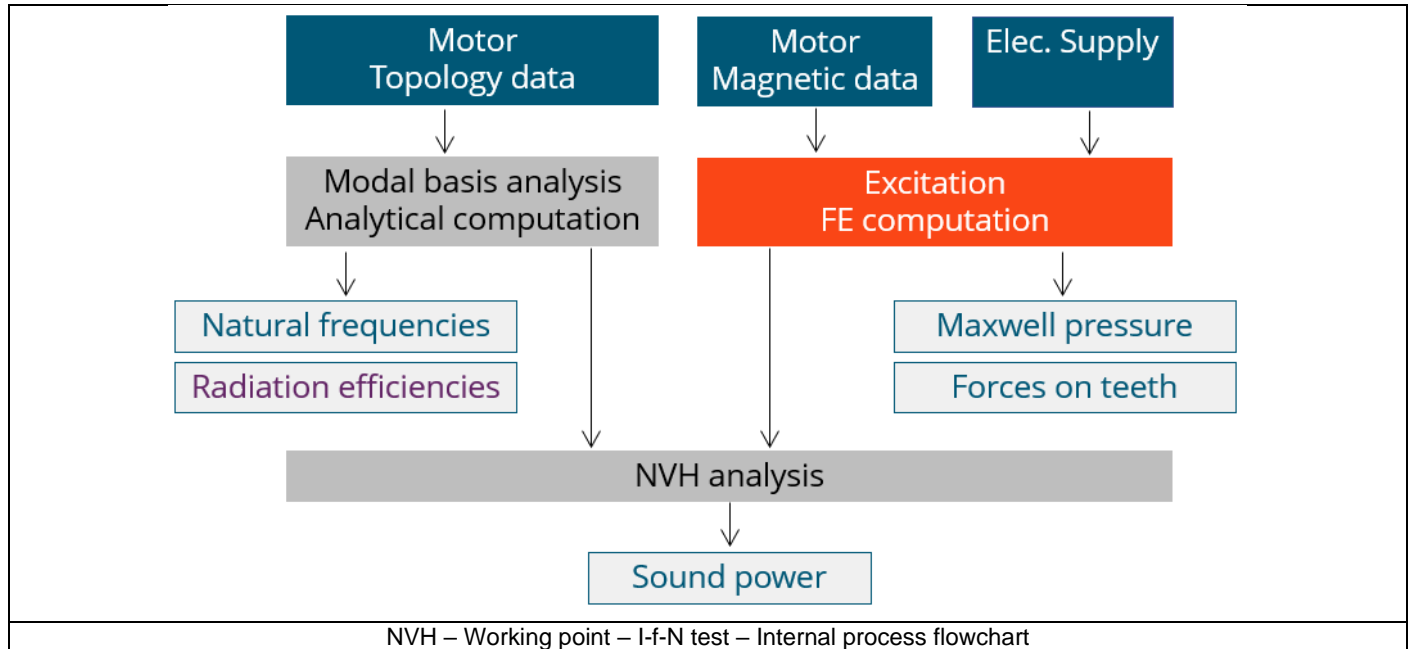 Motor
Topology data
Motor
Magnetic data
Elec. Supply
Modal basis analysis
Analytical computation
Excitation
FE computation
Natural frequencies
Radiation efficiencies
Maxwell pressure
Forces on teeth
NVH analysis
Sound power
NVH – Working point – I-f-N test – Internal process flowchart